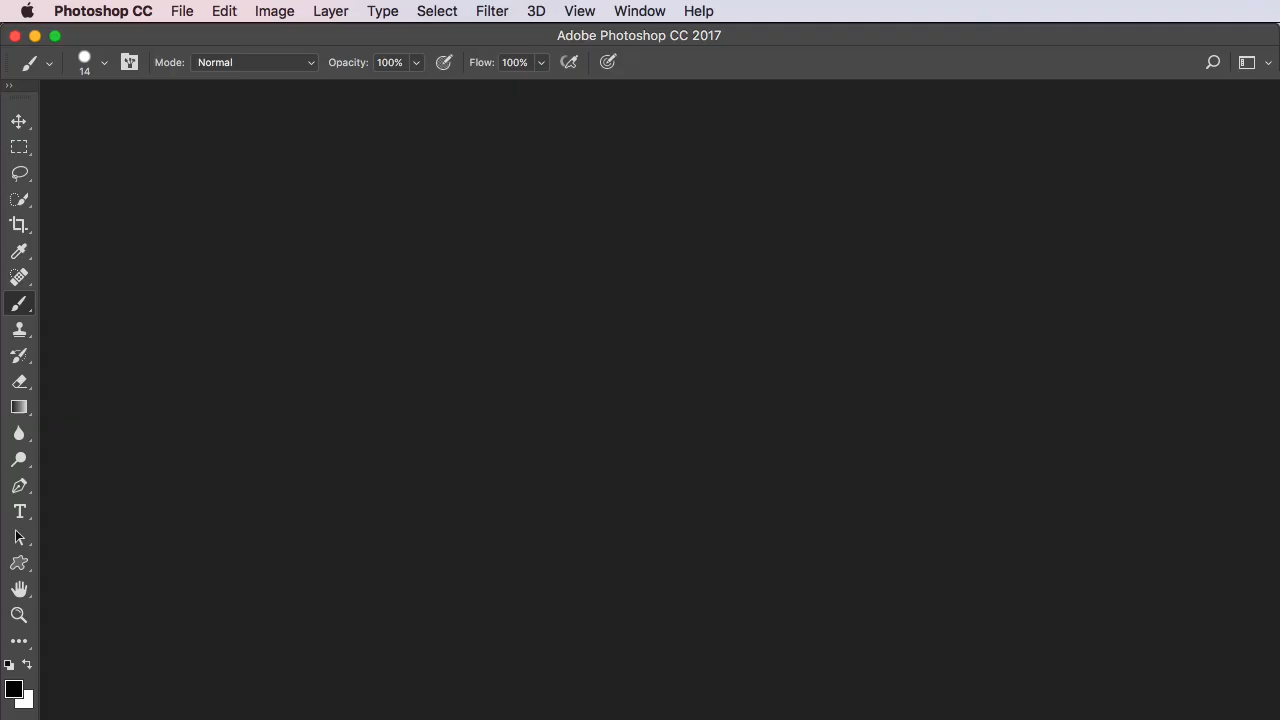 Photoshop CC File Edit Image Layer Type Select Filter 3D View Window Help
Adobe Photoshop CC 2017
14 Mode: Normal Opacity: 100% Flow: 100%
T